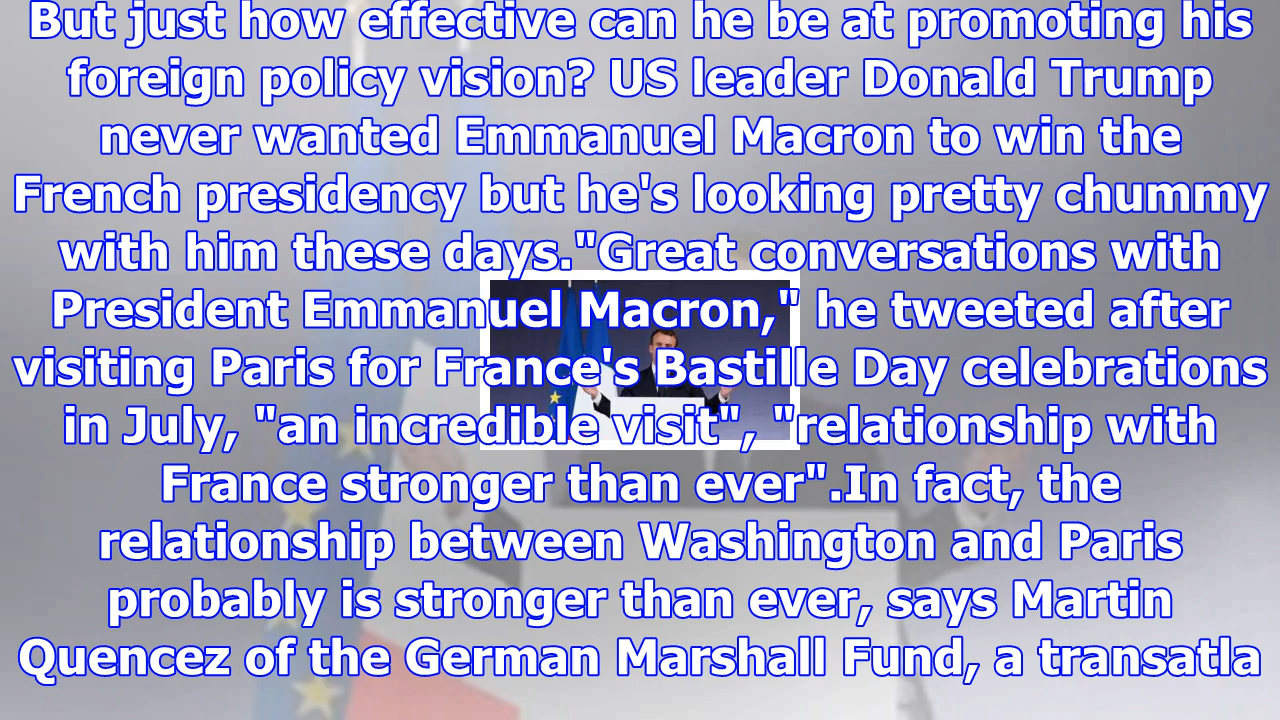 But just how effective can he be at promoting his
foreign policy vision? US leader Donald Trump
never wanted Emmanuel Macron to win the
French presidency but he's looking pretty chummy
with him these days."Great conversations with
President Emmanuel Macron," he tweeted after
visiting Paris for France's Bastille Day celebrations
in July, "an incredible visit", "relationship with
France stronger than ever".In fact, the
relationship between Washington and Paris
probably is stronger than ever, says Martin
Quencez of the German Marshall Fund, a transatla